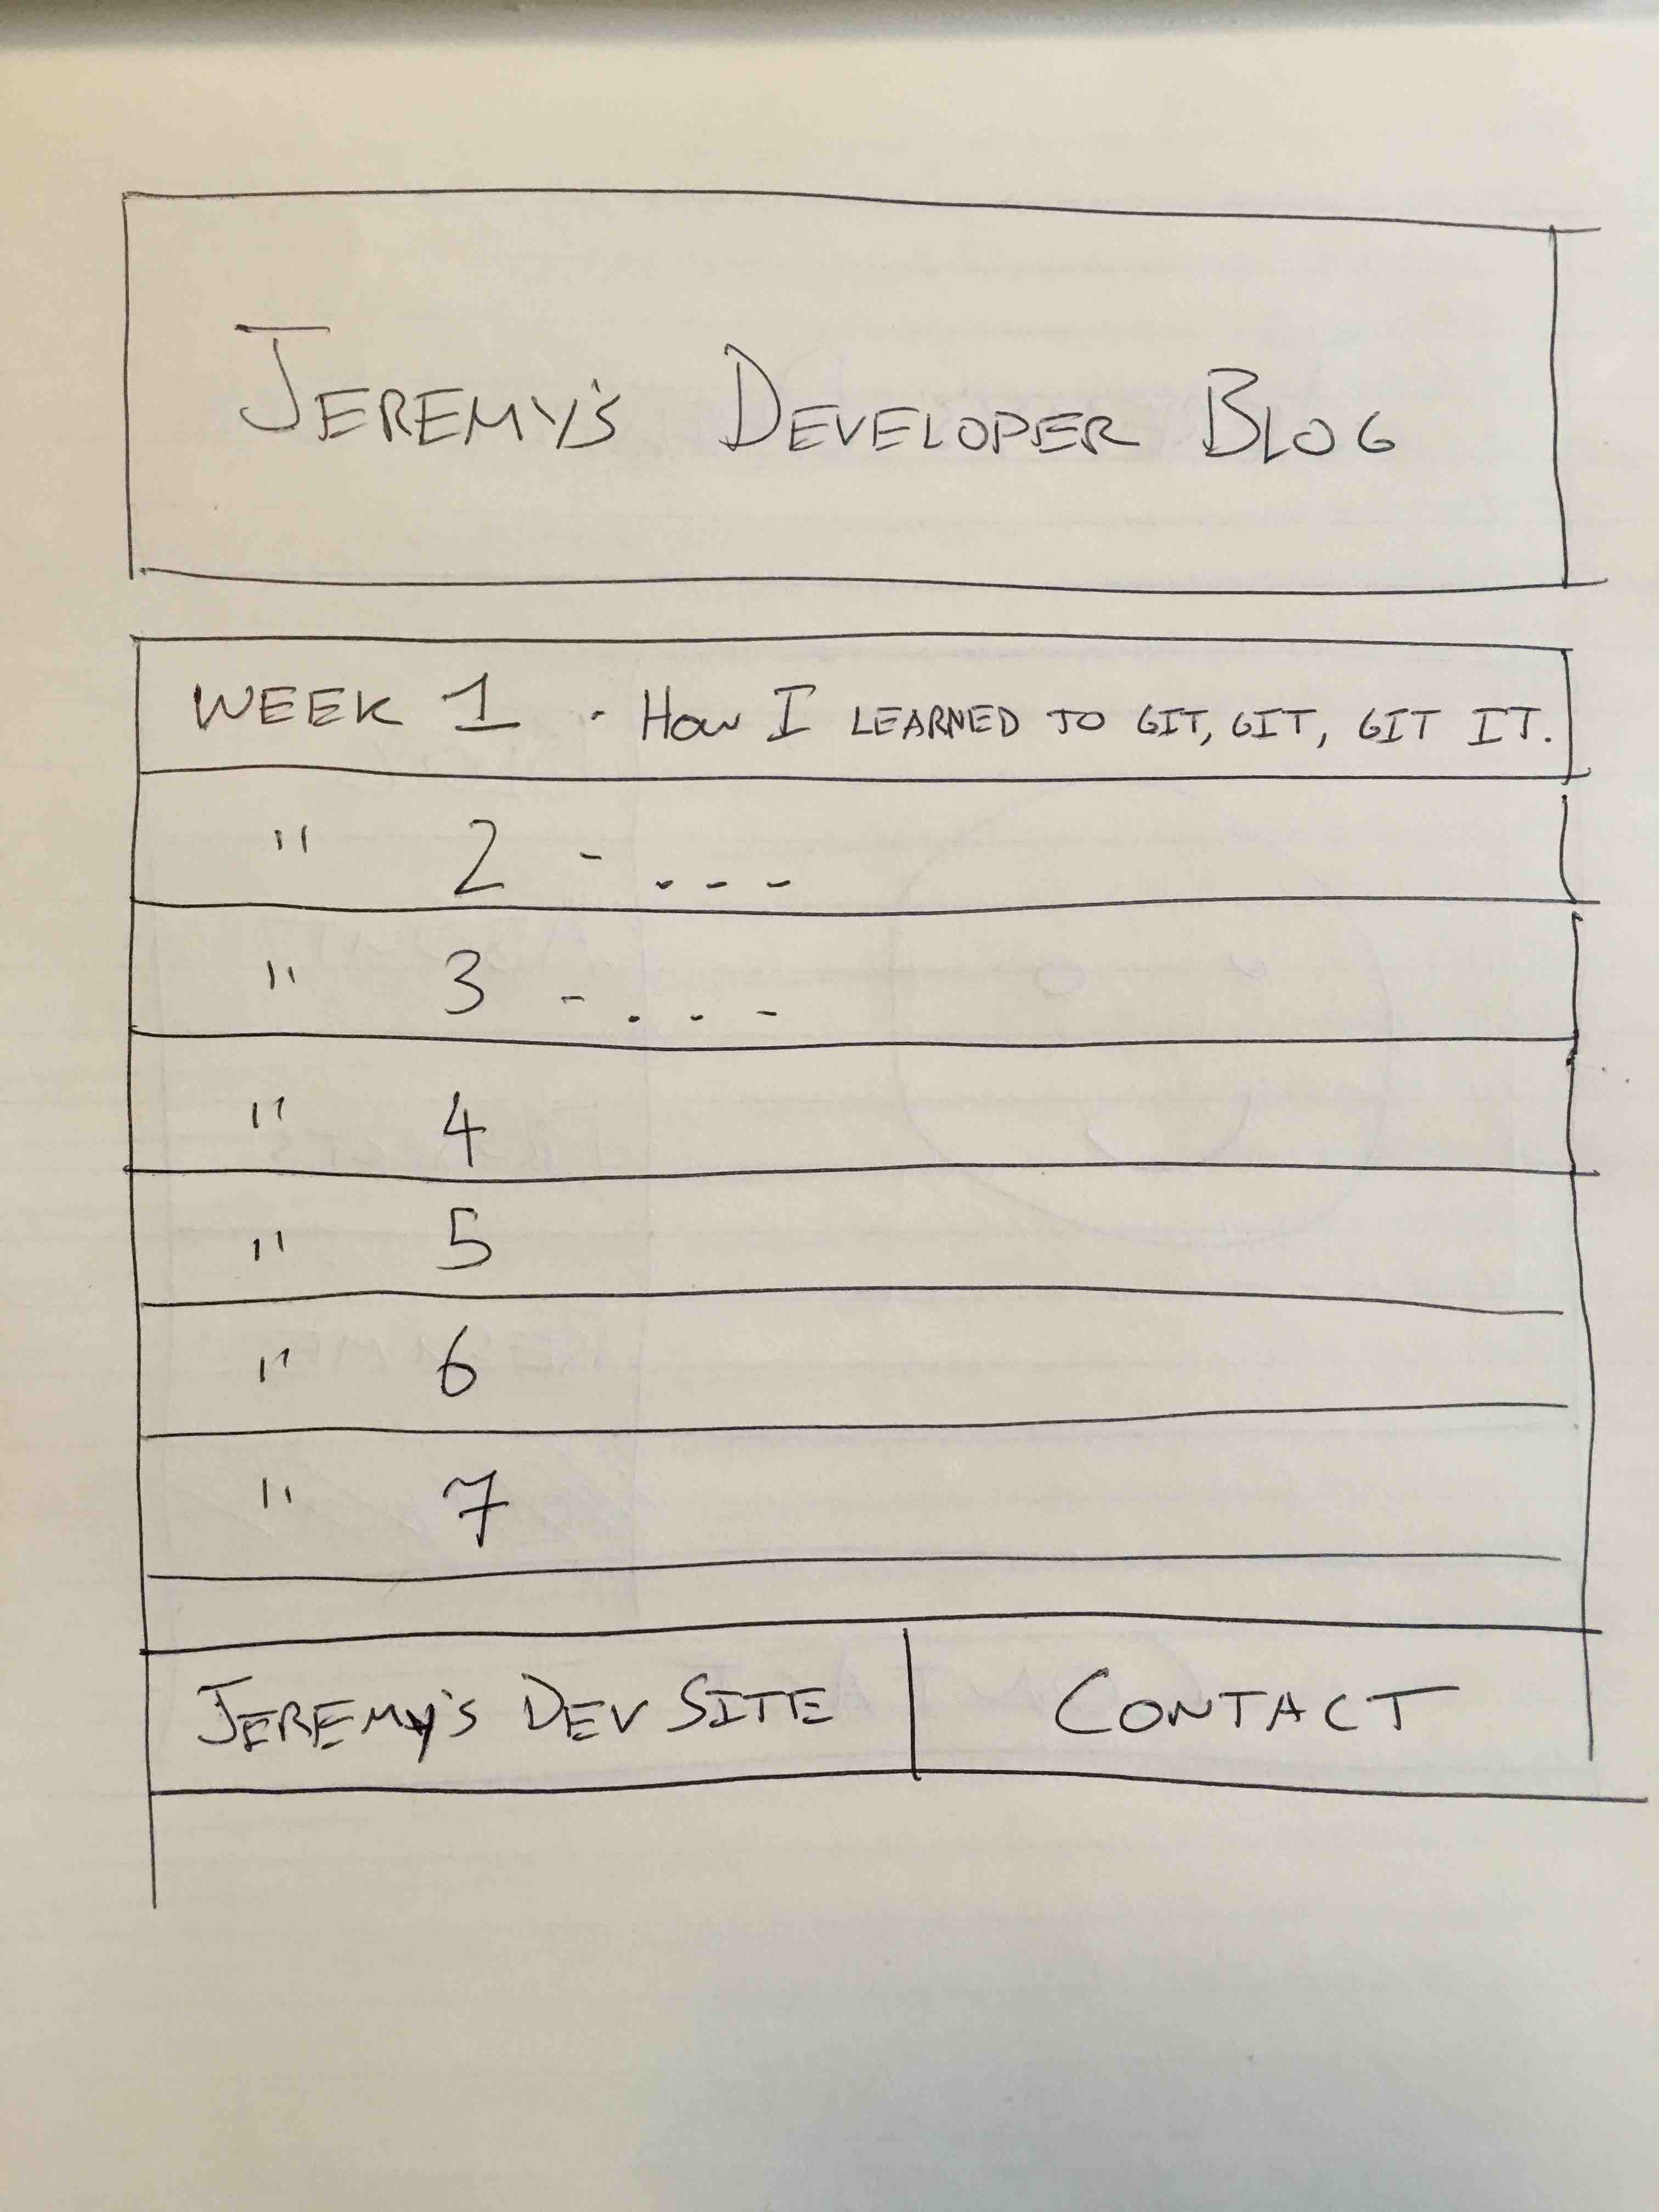 JEREMY'S DEVELOPER BLOG
WEEK 1 - HOW I LEARNED TO GIT, GIT, GIT IT.
" 2 - ...
" 3 - ...
" 4
" 5
" 6
" 7
JEREMY'S DEV SITE CONTACT